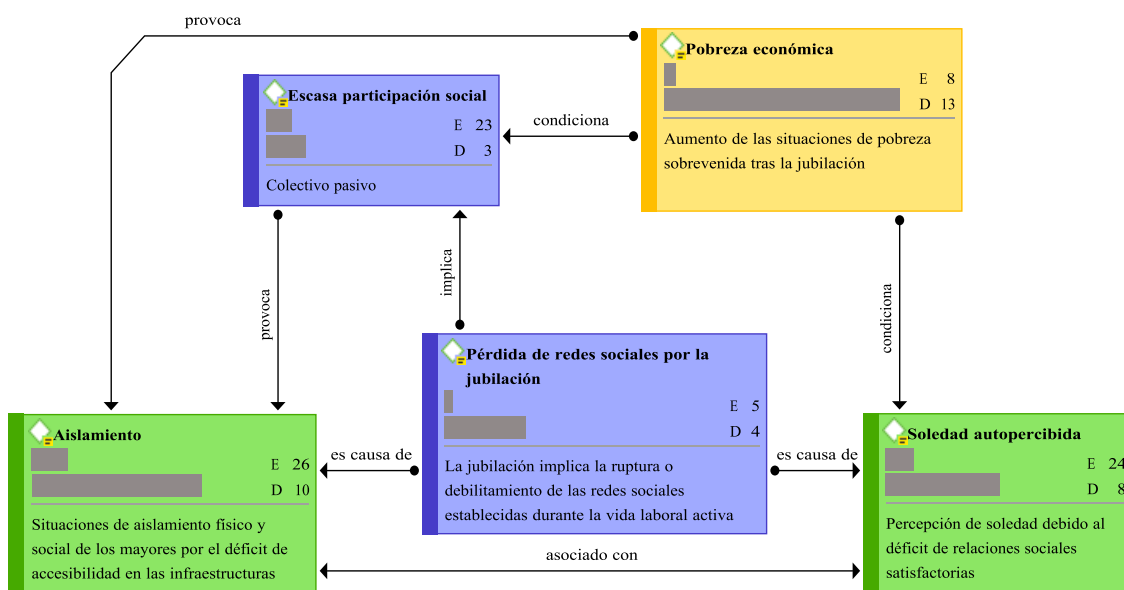 provoca
Pobreza económica
E 8
D 13
Aumento de las situaciones de pobreza
sobrevenida tras la jubilación
Escasa participación social
E 23
D 3
Colectivo pasivo
condiciona
provoca
implica
condiciona
Pérdida de redes sociales por la
jubilación
E 5
D 4
La jubilación implica la ruptura o
debilitamiento de las redes sociales
establecidas durante la vida laboral activa
Aislamiento
E 26
D 10
Situaciones de aislamiento físico y
social de los mayores por el déficit de
accesibilidad en las infraestructuras
es causa de
es causa de
Soledad autopercibida
E 24
D 8
Percepción de soledad debido al
déficit de relaciones sociales
satisfactorias
asociado con